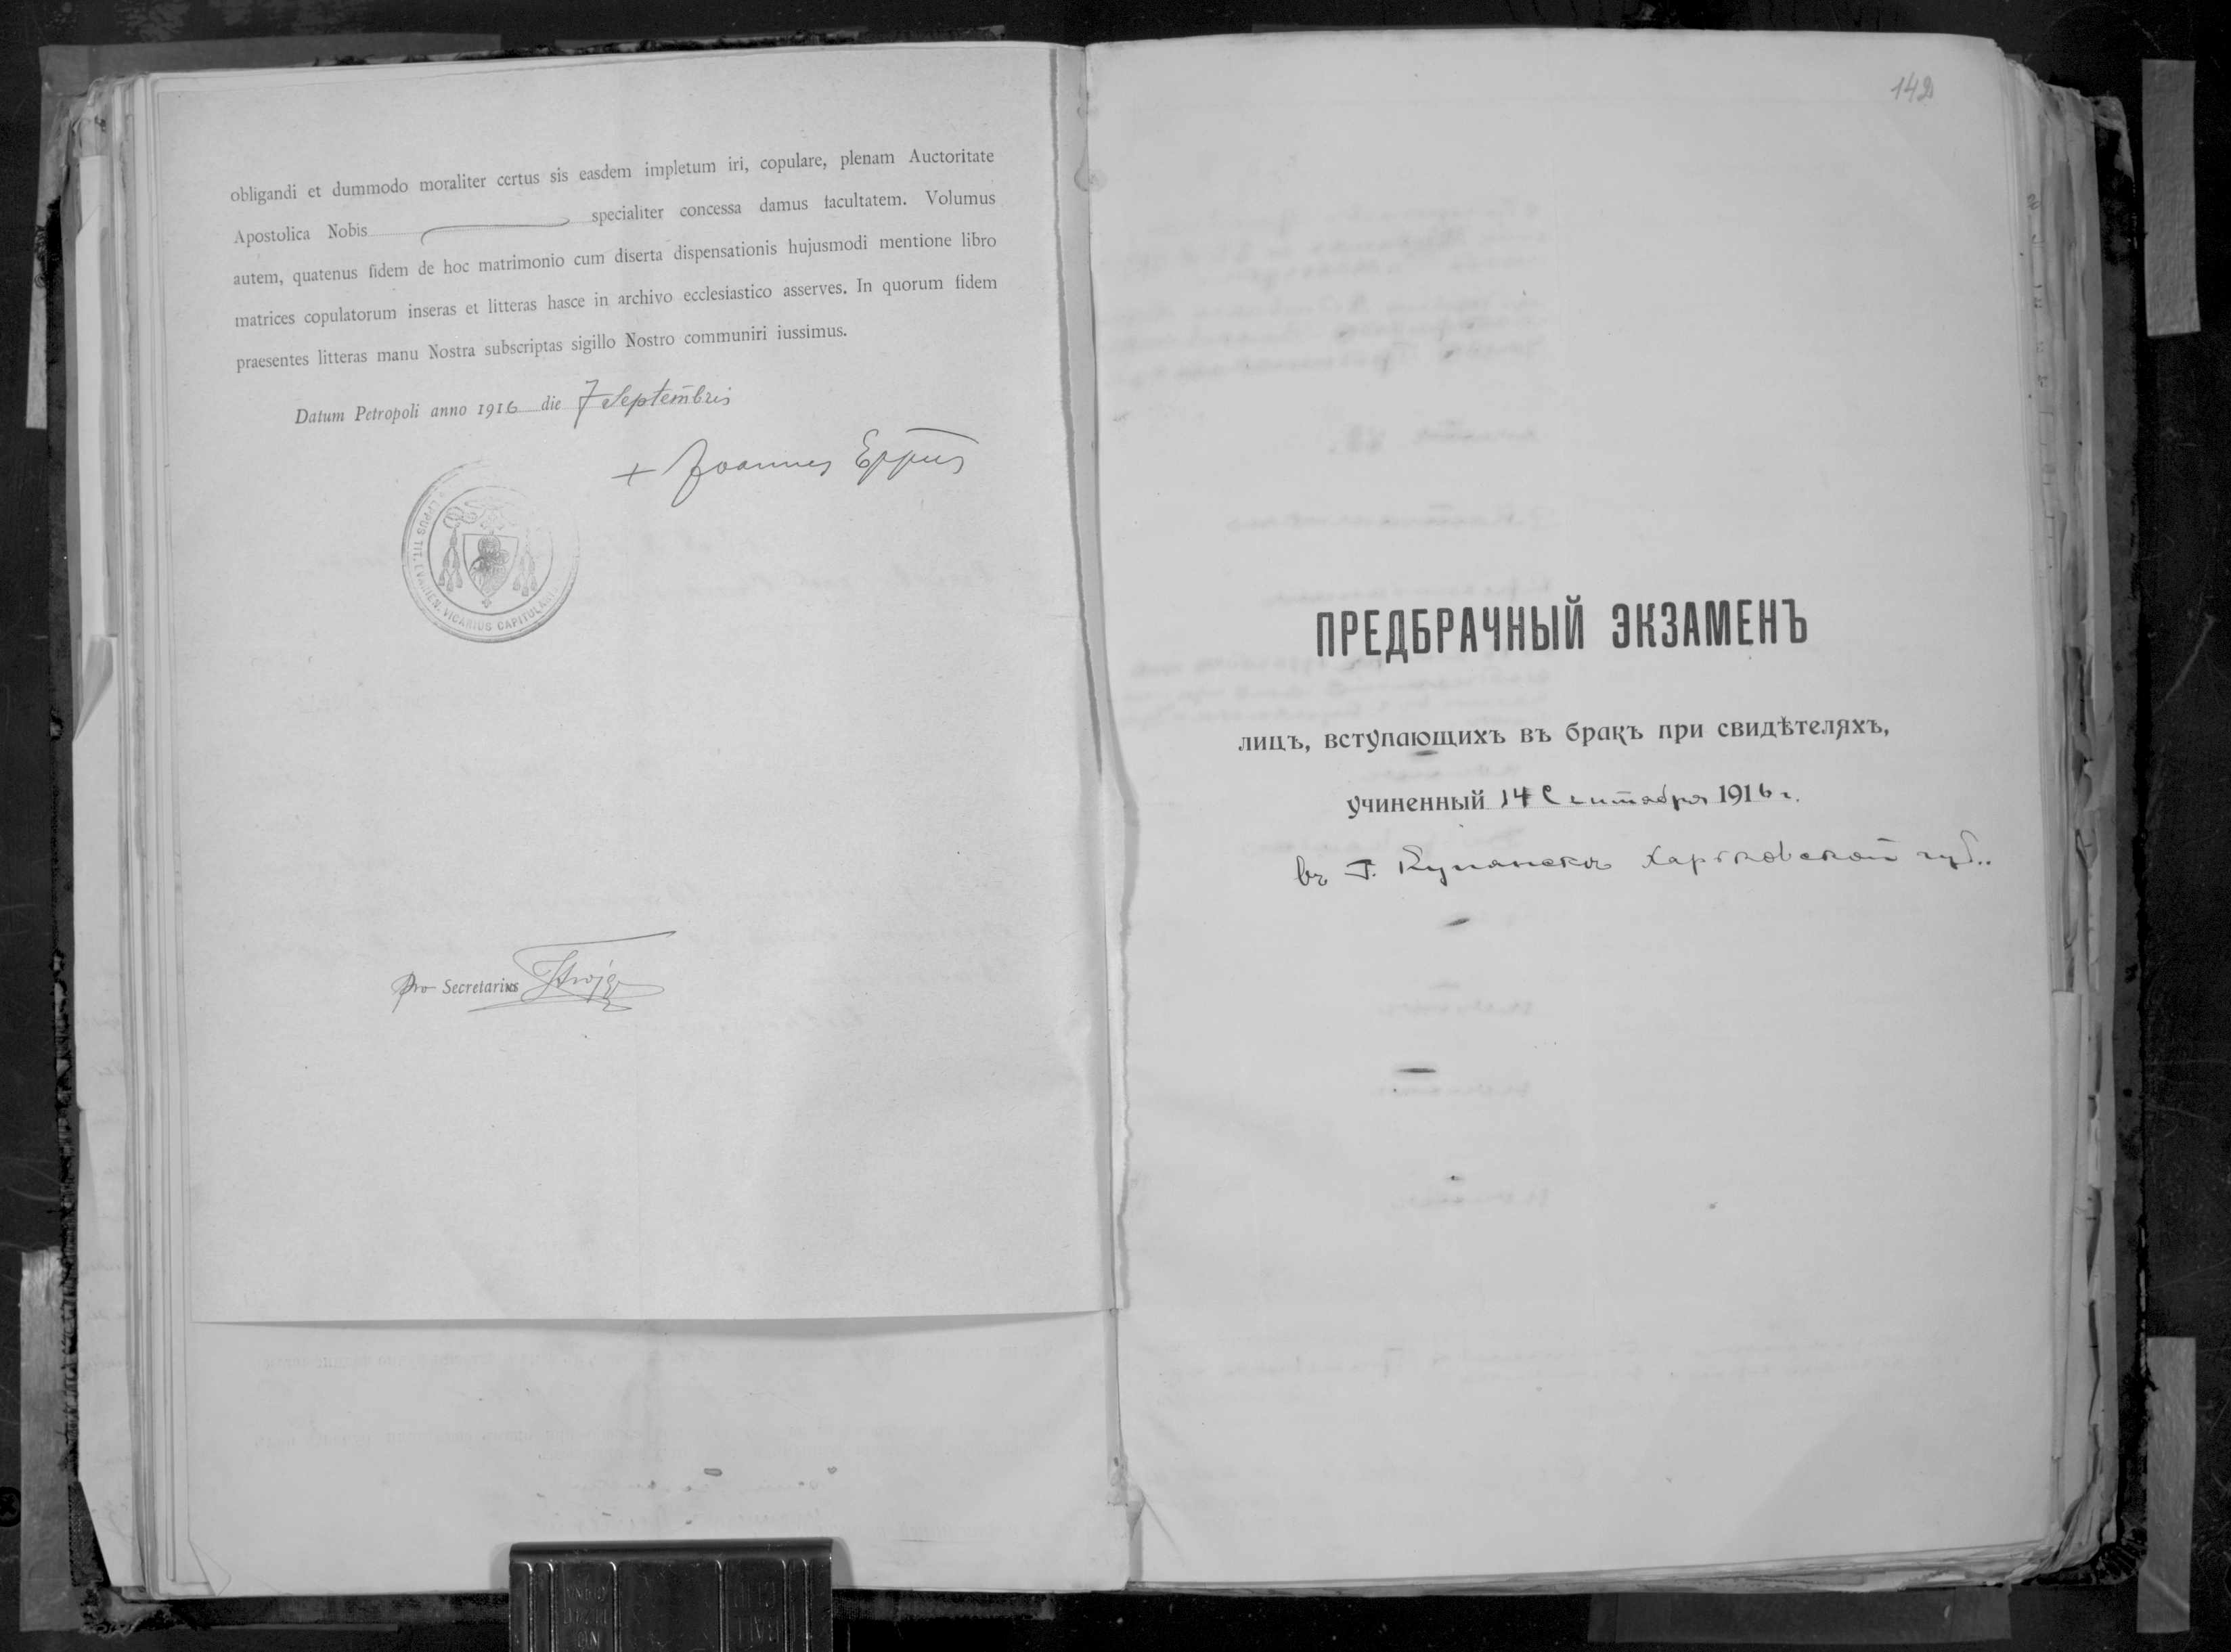 obligandi et dummodo moraliter certus sis easdem impletum iri, copulare, plenam Auctoritate
Apostolica Nobis specialiter concessa damus facultatem. Volumus
autem, quatenus fidem de hoc matrimonio cum diserta dispensationis hujusmodi mentione libro
matrices copulatorum inseras et litteras hasce in archivo ecclesiastico asserves. In quorum fidem
praesentes litteras manu Nostra subscriptas sigillo Nostro communiri iussimus.
Datum Petropoli anno 1916 die 7 Septembris
+ Joannes Eppus
EPPUS TIT. EVARIEN. VICARIUS CAPITULARIS
pro Secretarius
142
ПРЕДБРАЧНЫЙ ЭКЗАМЕНЪ
лицъ, вступающихъ въ бракъ при свидѣтеляхъ,
учиненный 14 Сентября 1916 г.
въ г. Купянскѣ Харьковской губ..